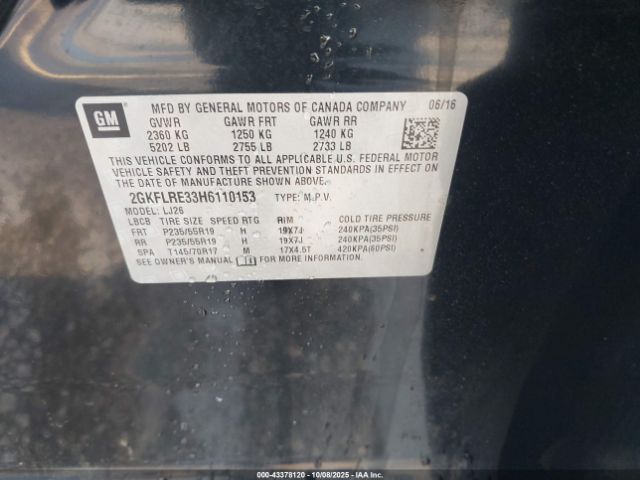 GM
MFD BY GENERAL MOTORS OF CANADA COMPANY 06/16
GVWR GAWR FRT GAWR RR
2360 KG 1250 KG 1240 KG
5202 LB 2755 LB 2733 LB
THIS VEHICLE CONFORMS TO ALL APPLICABLE U.S. FEDERAL MOTOR
VEHICLE SAFETY AND THEFT PREVENTION STANDARDS IN EFFECT ON THE
DATE OF MANUFACTURE SHOWN ABOVE.
2GKFLRE33H6110153 TYPE: M.P.V.
MODEL: LJ26
LBCB TIRE SIZE SPEED RTG RIM COLD TIRE PRESSURE
FRT P235/55R19 H 19X7J 240KPA(35PSI)
RR P235/55R19 H 19X7J 240KPA(35PSI)
SPA T145/70R17 M 17X4.5T 420KPA(60PSI)
SEE OWNER'S MANUAL FOR MORE INFORMATION
000-43378120 - 10/08/2025 - IAA Inc. Copyright